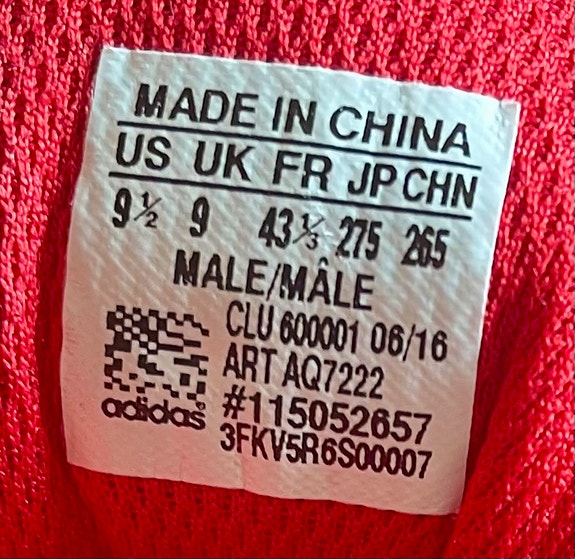 MADE IN CHINA
US UK FR JP CHN
9½ 9 43⅓ 275 265
MALE/MÂLE
CLU 600001 06/16
ART AQ7222
#115052657
adidas
3FKV5R6S00007